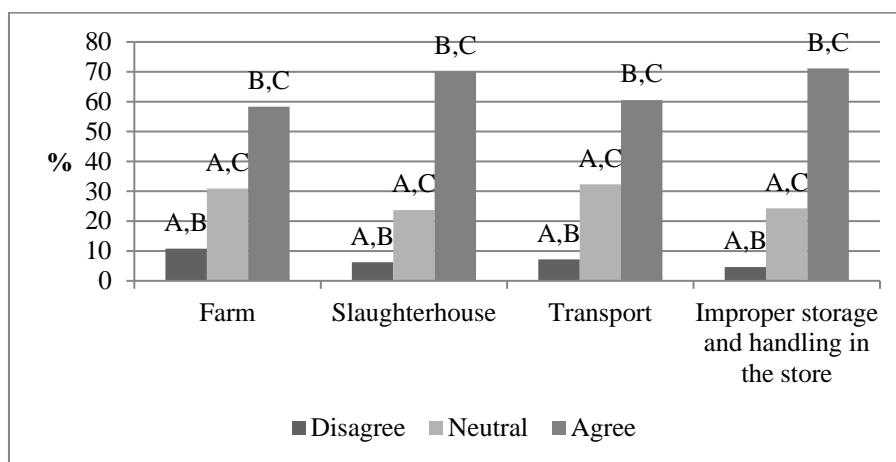 80
70
60
50
40
30
20
10
0
%
A,B
A,C
B,C
A,B
A,C
B,C
A,B
A,C
B,C
A,B
A,C
B,C
Farm
Slaughterhouse
Transport
Improper storage
and handling in
the store
Disagree Neutral Agree